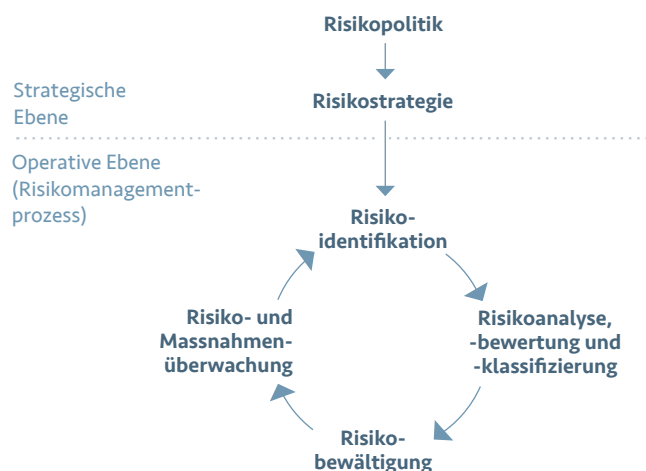 Risikopolitik
Strategische
Ebene
Risikostrategie
Operative Ebene
(Risikomanagement-
prozess)
Risiko-
identifikation
Risiko- und
Massnahmen-
überwachung
Risikoanalyse,
-bewertung und
-klassifizierung
Risiko-
bewältigung